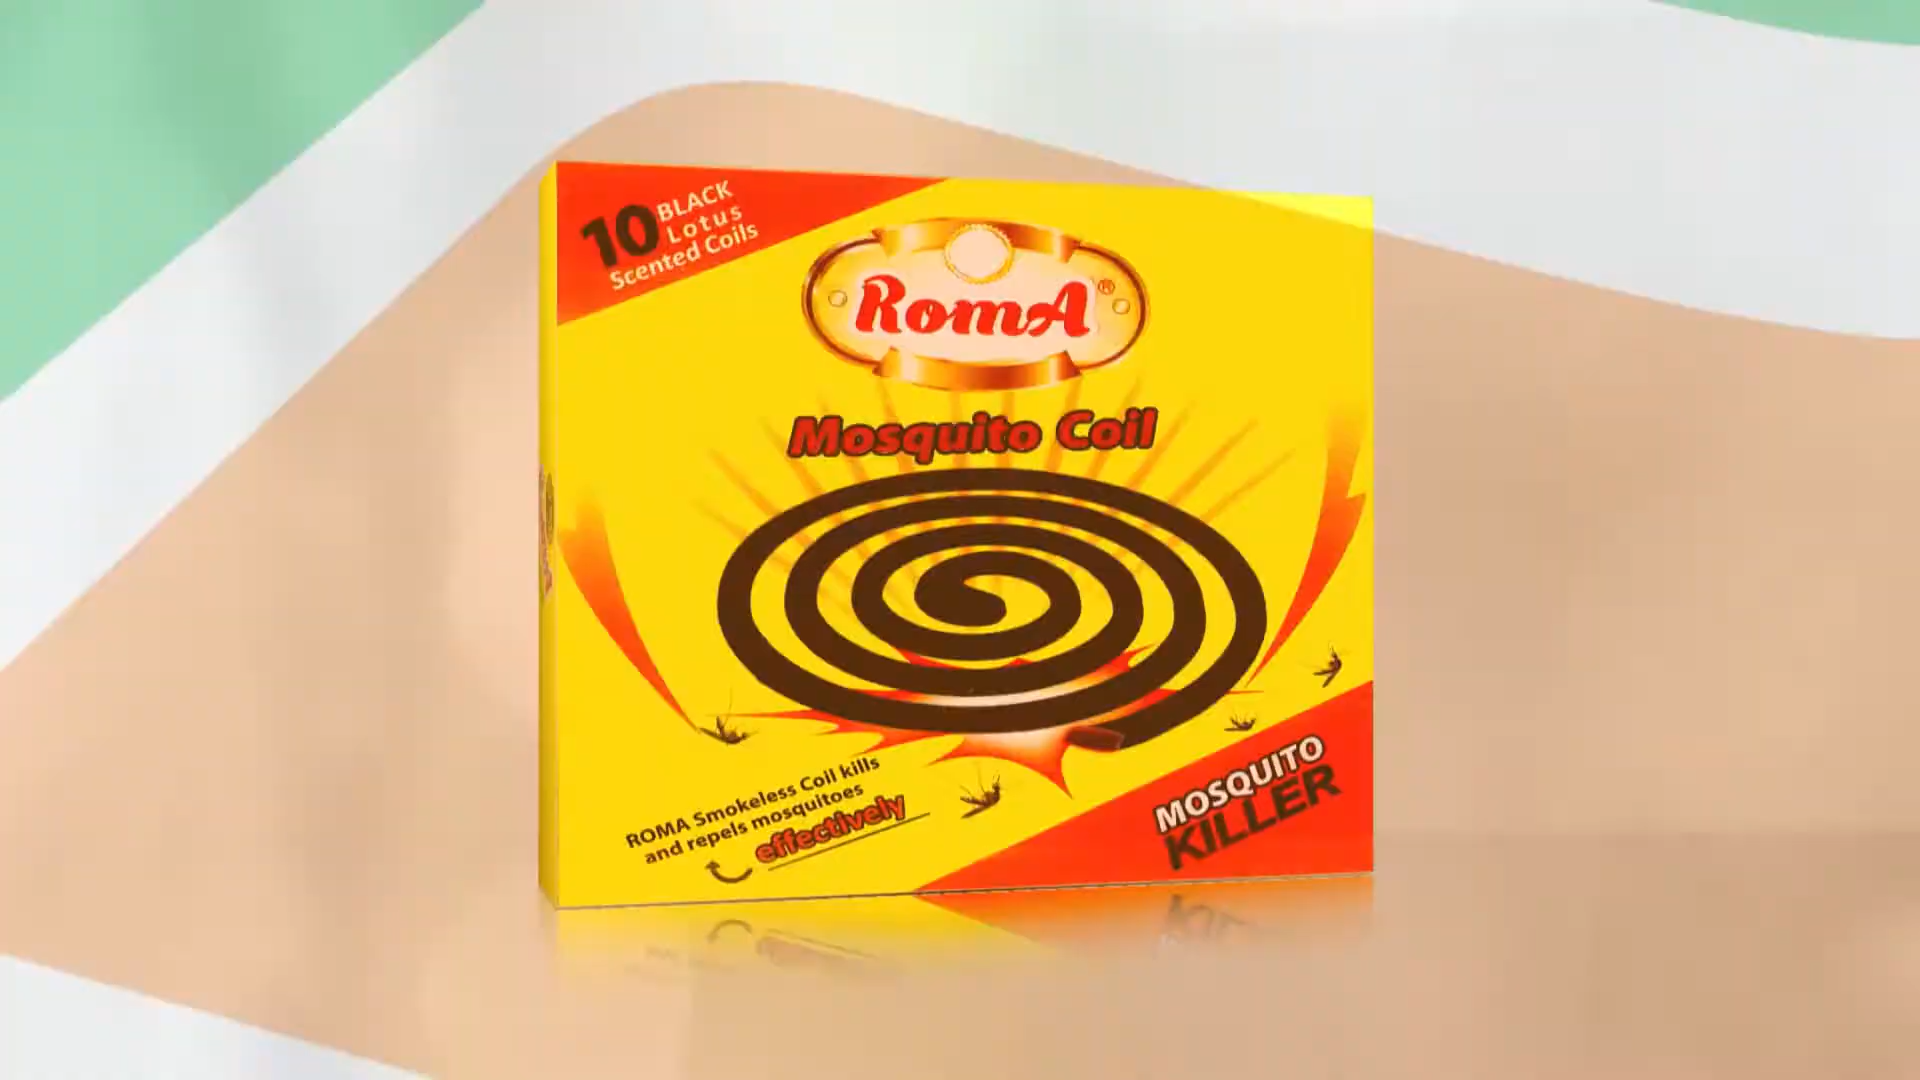 10 BLACK
Lotus
Scented Coils
RomA®
Mosquito Coil
ROMA Smokeless Coil kills
and repels mosquitoes
effectively
MOSQUITO
KILLER